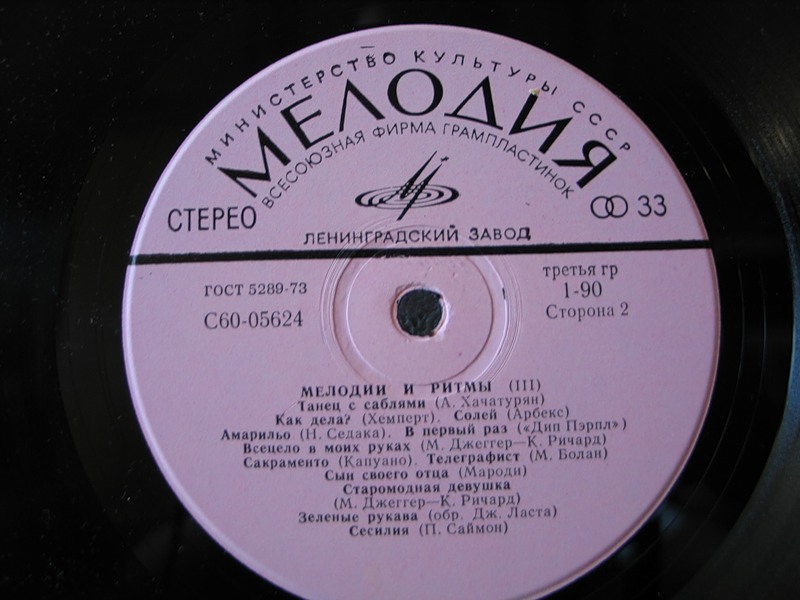 МИНИСТЕРСТВО КУЛЬТУРЫ СССР
МЕЛОДИЯ
ВСЕСОЮЗНАЯ ФИРМА ГРАМПЛАСТИНОК
СТЕРЕО
33
ЛЕНИНГРАДСКИЙ ЗАВОД
ГОСТ 5289-73
третья гр
С60-05624
1-90
Сторона 2
МЕЛОДИИ И РИТМЫ (III)
Танец с саблями (А. Хачатурян)
Как дела? (Хемперт). Солей (Арбекс)
Амарильо (Н. Седака). В первый раз («Дип Пэрпл»)
Всецело в моих руках (М. Джеггер—К. Ричард)
Сакраменто (Капуано). Телеграфист (М. Болан)
Сын своего отца (Мароди)
Старомодная девушка
(М. Джеггер—К. Ричард)
Зеленые рукава (обр. Дж. Ласта)
Сесилия (П. Саймон)